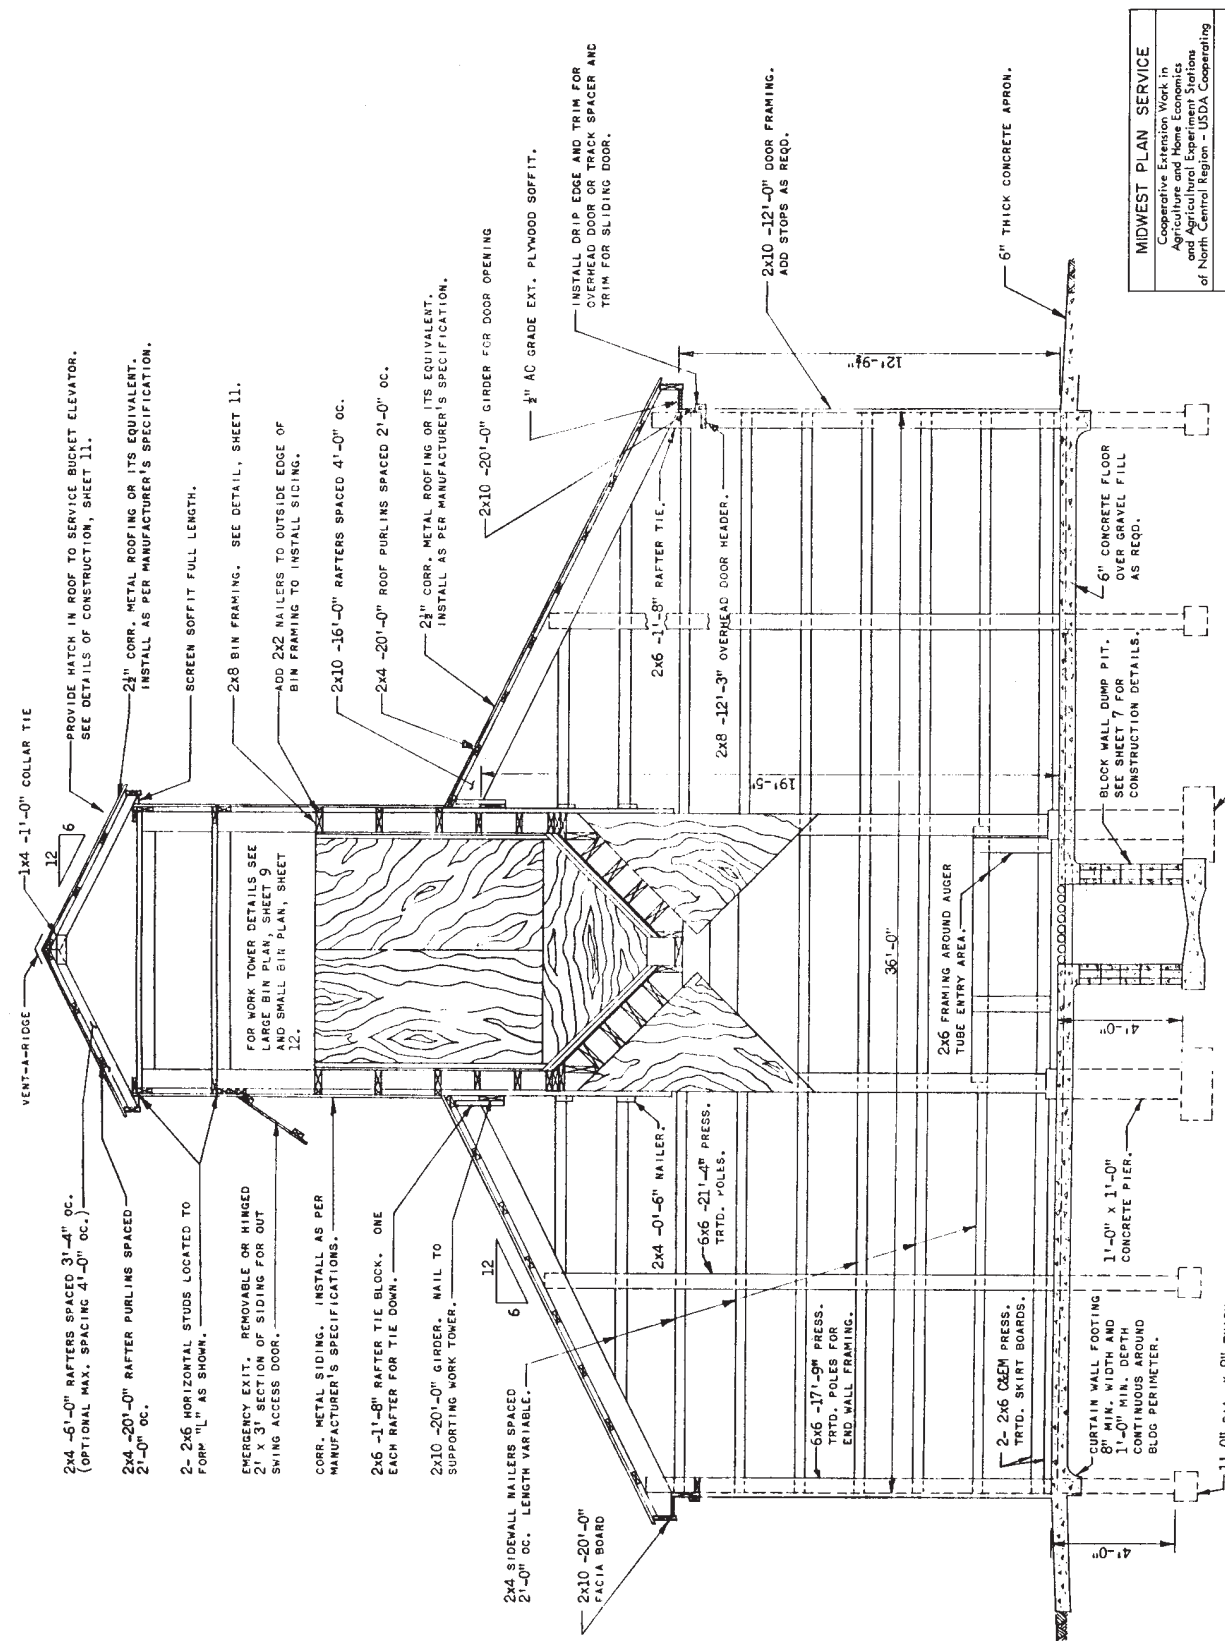 VENT-A-RIDGE
1x4 -1'-0" COLLAR TIE
12
6
PROVIDE HATCH IN ROOF TO SERVICE BUCKET ELEVATOR.
SEE DETAILS OF CONSTRUCTION, SHEET 11.
2½" CORR. METAL ROOFING OR ITS EQUIVALENT.
INSTALL AS PER MANUFACTURER'S SPECIFICATION.
SCREEN SOFFIT FULL LENGTH.
2x8 BIN FRAMING. SEE DETAIL, SHEET 11.
ADD 2x2 NAILERS TO OUTSIDE EDGE OF
BIN FRAMING TO INSTALL SIDING.
2x10 -16'-0" RAFTERS SPACED 4'-0" OC.
2x4 -20'-0" ROOF PURLINS SPACED 2'-0" OC.
2½" CORR. METAL ROOFING OR ITS EQUIVALENT.
INSTALL AS PER MANUFACTURER'S SPECIFICATION.
2x10 -20'-0" GIRDER FOR DOOR OPENING
½" AC GRADE EXT. PLYWOOD SOFFIT.
INSTALL DRIP EDGE AND TRIM FOR
OVERHEAD DOOR OR TRACK SPACER AND
TRIM FOR SLIDING DOOR.
2x10 -12'-0" DOOR FRAMING.
ADD STOPS AS REQD.
6" THICK CONCRETE APRON.
2x4 -6'-0" RAFTERS SPACED 3'-4" OC.
(OPTIONAL MAX. SPACING 4'-0" OC.)
2x4 -20'-0" RAFTER PURLINS SPACED
2'-0" OC.
2- 2x6 HORIZONTAL STUDS LOCATED TO
FORM "L" AS SHOWN.
EMERGENCY EXIT. REMOVABLE OR HINGED
2' x 3' SECTION OF SIDING FOR OUT
SWING ACCESS DOOR.
CORR. METAL SIDING. INSTALL AS PER
MANUFACTURER'S SPECIFICATIONS.
2x6 -1'-8" RAFTER TIE BLOCK. ONE
EACH RAFTER FOR TIE DOWN.
2x10 -20'-0" GIRDER. NAIL TO
SUPPORTING WORK TOWER.
12
6
2x4 SIDEWALL NAILERS SPACED
2'-0" OC. LENGTH VARIABLE.
2x10 -20'-0"
FACIA BOARD
FOR WORK TOWER DETAILS SEE
LARGE BIN PLAN, SHEET 9
AND SMALL BIN PLAN, SHEET
12.
2x4 -0'-6" NAILER.
6x6 -21'-4" PRESS.
TRTD. POLES.
6x6 -17'-9" PRESS.
TRTD. POLES FOR
END WALL FRAMING.
2- 2x6 C&EM PRESS.
TRTD. SKIRT BOARDS.
2x6 -1'-8" RAFTER TIE.
2x8 -12'-3" OVERHEAD DOOR HEADER.
12'-9½"
19'-5"
36'-0"
2x6 FRAMING AROUND AUGER
TUBE ENTRY AREA.
6" CONCRETE FLOOR
OVER GRAVEL FILL
AS REQD.
BLOCK WALL DUMP PIT.
SEE SHEET 7 FOR
CONSTRUCTION DETAILS.
4'-0"
1'-0" x 1'-0"
CONCRETE PIER.
CURTAIN WALL FOOTING
8" MIN. WIDTH AND
1'-0" MIN. DEPTH
CONTINUOUS AROUND
BLDG PERIMETER.
4'-0"
MIDWEST PLAN SERVICE
Cooperative Extension Work in
Agriculture and Home Economics
and Agricultural Experiment Stations
of North Central Region - USDA Cooperating